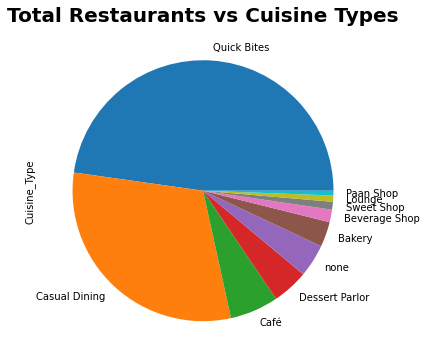 Total Restaurants vs Cuisine Types
Quick Bites
Cuisine_Type
Paan Shop
Lounge
Sweet Shop
Beverage Shop
Bakery
none
Dessert Parlor
Café
Casual Dining